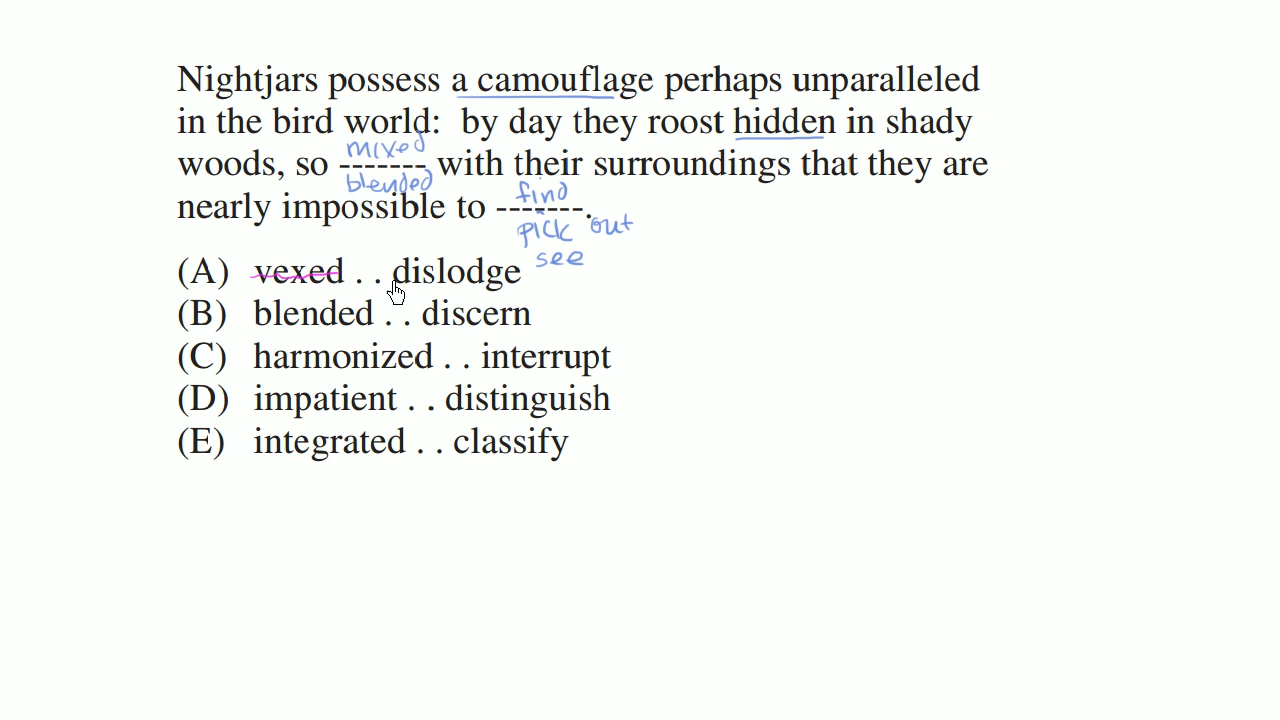 Nightjars possess a camouflage perhaps unparalleled
in the bird world: by day they roost hidden in shady
mixed
woods, so ------- with their surroundings that they are
blended
find
nearly impossible to -------.
pick out
see
(A) vexed . . dislodge
(B) blended . . discern
(C) harmonized . . interrupt
(D) impatient . . distinguish
(E) integrated . . classify